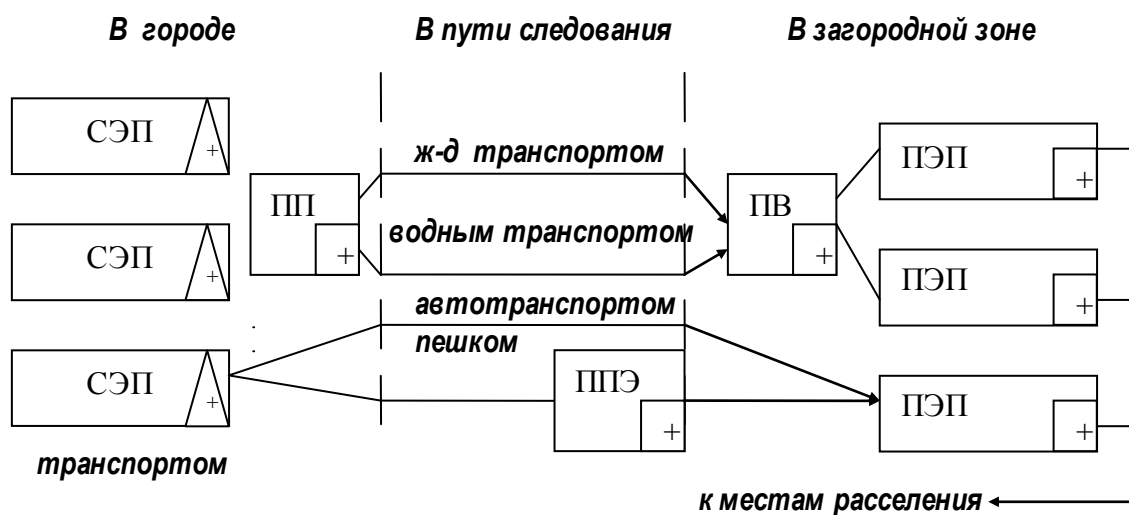 В городе
В пути следования
В загородной зоне
СЭП
+
СЭП
+
СЭП
+
транспортом
ПП
+
ж-д транспортом
водным транспортом
автотранспортом
пешком
ППЭ
+
ПВ
+
ПЭП
+
ПЭП
+
ПЭП
+
к местам расселения